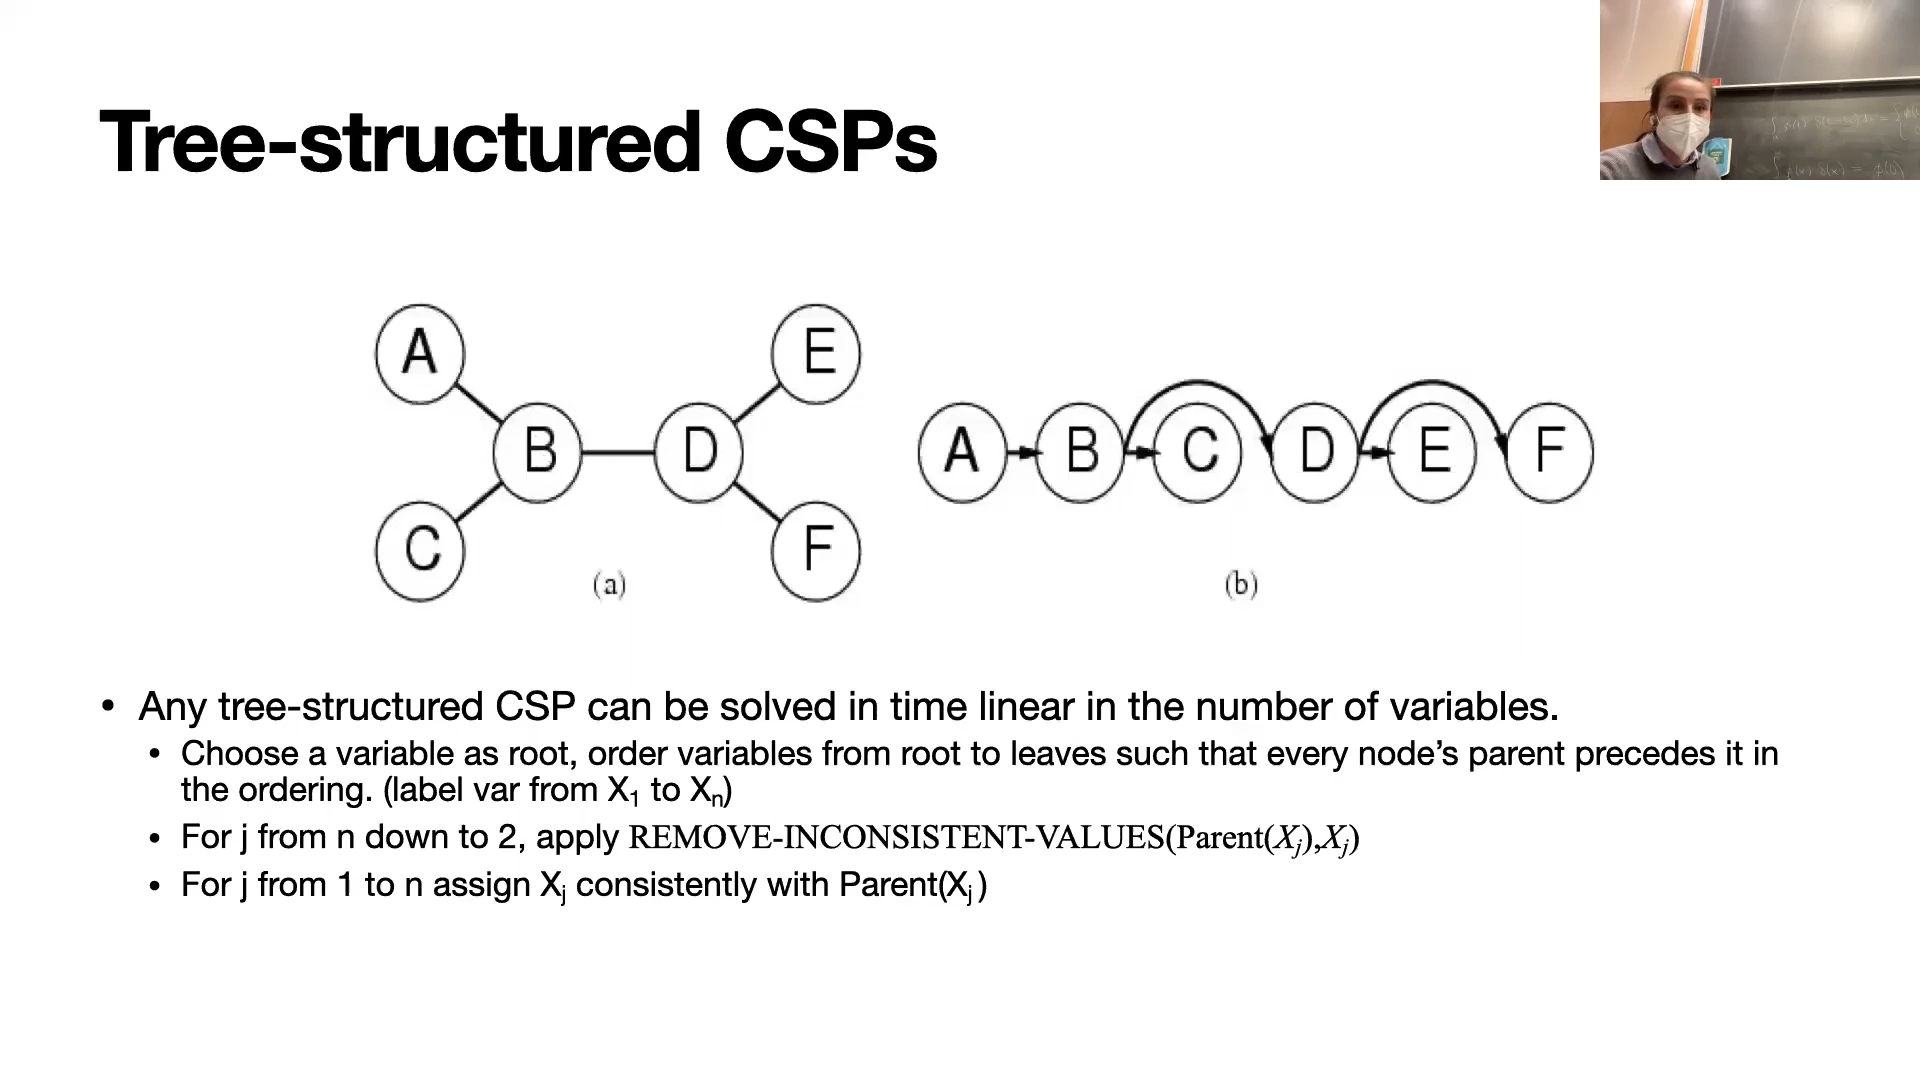 Tree-structured CSPs
A
E
B
D
C
F
(a)
A
B
C
D
E
F
(b)
• Any tree-structured CSP can be solved in time linear in the number of variables.
• Choose a variable as root, order variables from root to leaves such that every node’s parent precedes it in
the ordering. (label var from X₁ to Xₙ)
• For j from n down to 2, apply REMOVE-INCONSISTENT-VALUES(Parent(Xⱼ),Xⱼ)
• For j from 1 to n assign Xⱼ consistently with Parent(Xⱼ)